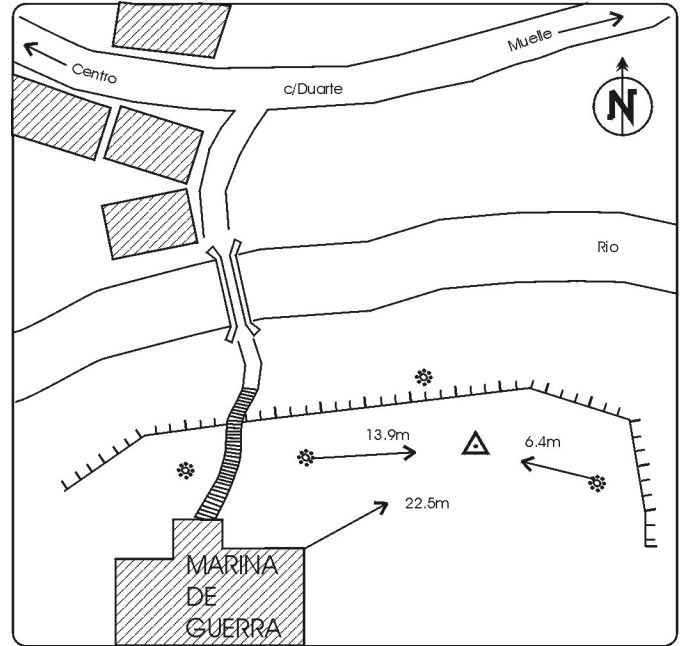 Muelle
Centro
c/Duarte
N
Rio
13.9m
6.4m
22.5m
MARINA
DE
GUERRA